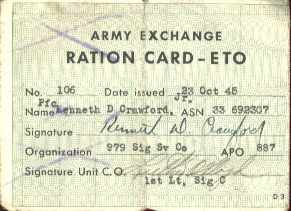 ARMY EXCHANGE
RATION CARD-ETO
No. 106 Date issued 23 Oct 45
Pfc Jr.
Name Kenneth D Crawford, ASN 33 692307
Signature Kenneth D. Crawford
Organization 979 Sig Sv Co APO 887
Signature Unit C.O.
1st Lt, Sig C
D 3